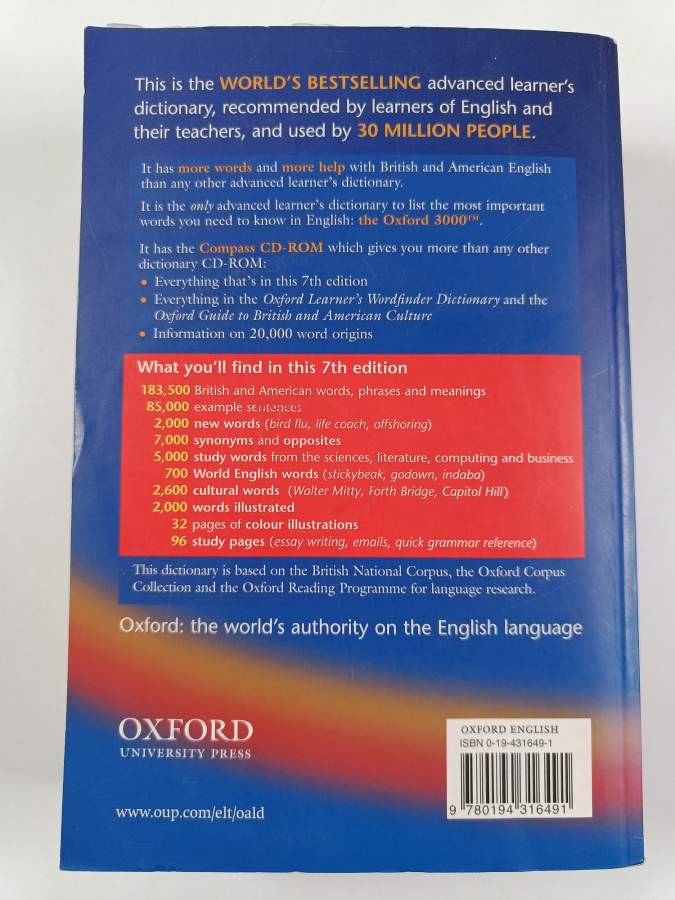 This is the WORLD'S BESTSELLING advanced learner's
dictionary, recommended by learners of English and
their teachers, and used by 30 MILLION PEOPLE.
It has more words and more help with British and American English
than any other advanced learner's dictionary.
It is the only advanced learner's dictionary to list the most important
words you need to know in English: the Oxford 3000™.
It has the Compass CD-ROM which gives you more than any other
dictionary CD-ROM:
• Everything that's in this 7th edition
• Everything in the Oxford Learner's Wordfinder Dictionary and the
Oxford Guide to British and American Culture
• Information on 20,000 word origins
What you'll find in this 7th edition
183,500 British and American words, phrases and meanings
85,000 example sentences
2,000 new words (bird flu, life coach, offshoring)
7,000 synonyms and opposites
5,000 study words from the sciences, literature, computing and business
700 World English words (stickybeak, godown, indaba)
2,600 cultural words (Walter Mitty, Forth Bridge, Capitol Hill)
2,000 words illustrated
32 pages of colour illustrations
96 study pages (essay writing, emails, quick grammar reference)
This dictionary is based on the British National Corpus, the Oxford Corpus
Collection and the Oxford Reading Programme for language research.
Oxford: the world's authority on the English language
OXFORD
UNIVERSITY PRESS
www.oup.com/elt/oald
OXFORD ENGLISH
ISBN 0-19-431649-1
9 780194 316491